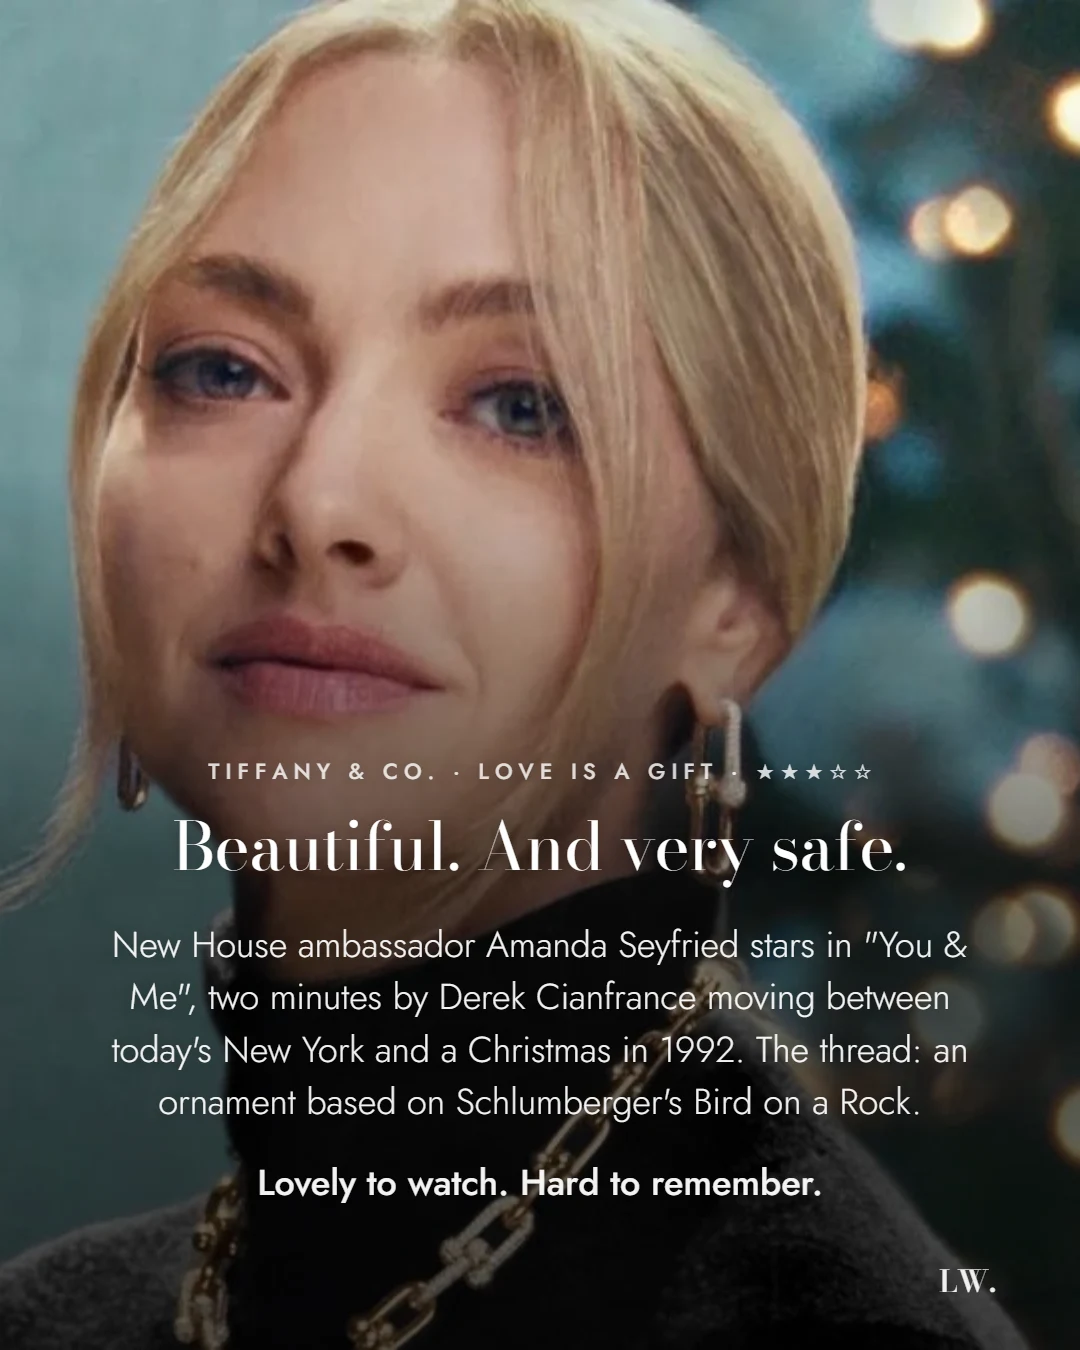 TIFFANY & CO. · LOVE IS A GIFT · ★★★☆☆
Beautiful. And very safe.
New House ambassador Amanda Seyfried stars in "You &
Me", two minutes by Derek Cianfrance moving between
today's New York and a Christmas in 1992. The thread: an
ornament based on Schlumberger's Bird on a Rock.
Lovely to watch. Hard to remember.
LW.